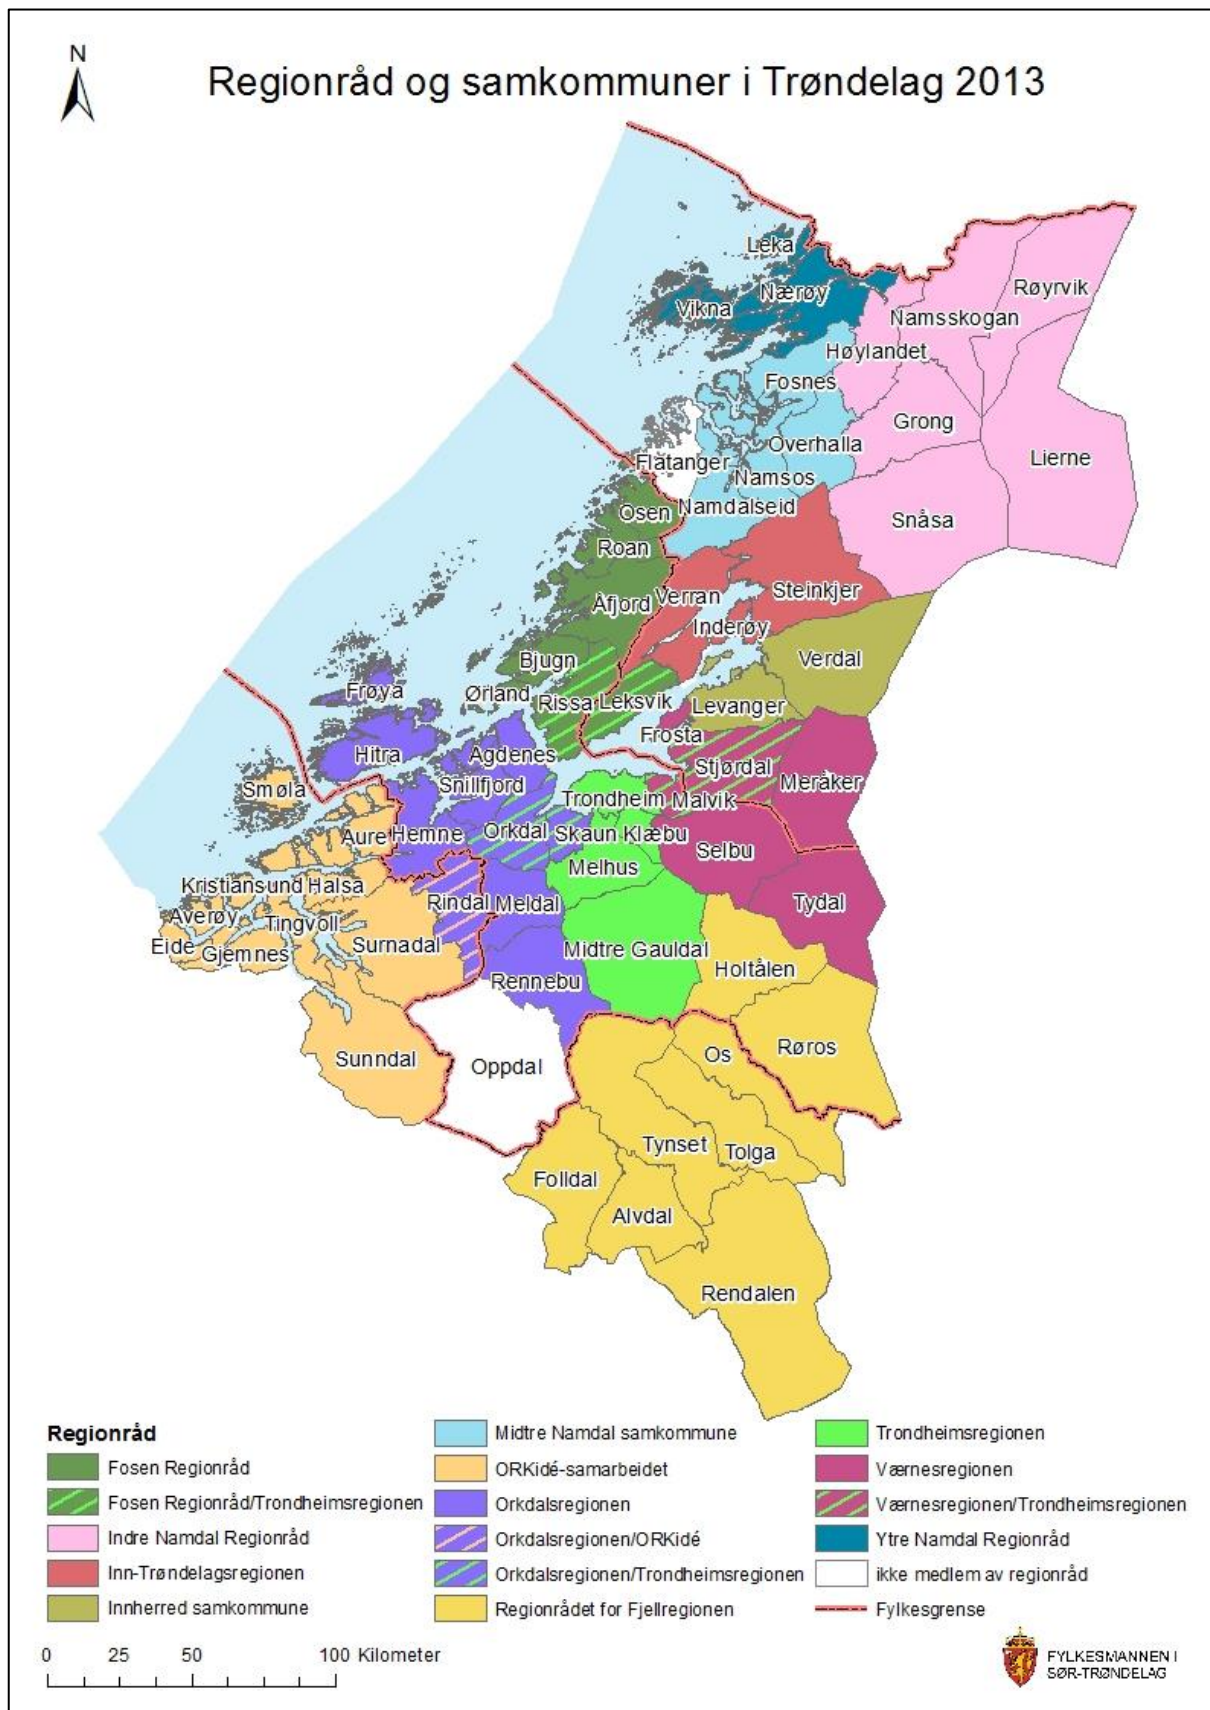 N
Regionråd og samkommuner i Trøndelag 2013
Leka
Nærøy
Vikna
Røyrvik
Namsskogan
Høylandet
Fosnes
Grong
Overhalla
Lierne
Flatanger
Namsos
Namdalseid
Osen
Snåsa
Roan
Steinkjer
Åfjord
Verran
Inderøy
Verdal
Bjugn
Frøya
Ørland
Rissa
Leksvik
Levanger
Frosta
Hitra
Agdenes
Stjørdal
Meråker
Smøla
Snillfjord
Trondheim
Malvik
Aure
Hemne
Orkdal
Skaun
Klæbu
Selbu
Melhus
Kristiansund
Halsa
Rindal
Meldal
Tydal
Averøy
Tingvoll
Eide
Gjemnes
Surnadal
Midtre Gauldal
Holtålen
Rennebu
Sunndal
Oppdal
Os
Røros
Tynset
Tolga
Folldal
Alvdal
Rendalen
Regionråd
Fosen Regionråd
Fosen Regionråd/Trondheimsregionen
Indre Namdal Regionråd
Inn-Trøndelagsregionen
Innherred samkommune
Midtre Namdal samkommune
ORKidé-samarbeidet
Orkdalsregionen
Orkdalsregionen/ORKidé
Orkdalsregionen/Trondheimsregionen
Regionrådet for Fjellregionen
Trondheimsregionen
Værnesregionen
Værnesregionen/Trondheimsregionen
Ytre Namdal Regionråd
ikke medlem av regionråd
Fylkesgrense
0 25 50 100 Kilometer
FYLKESMANNEN I
SØR-TRØNDELAG